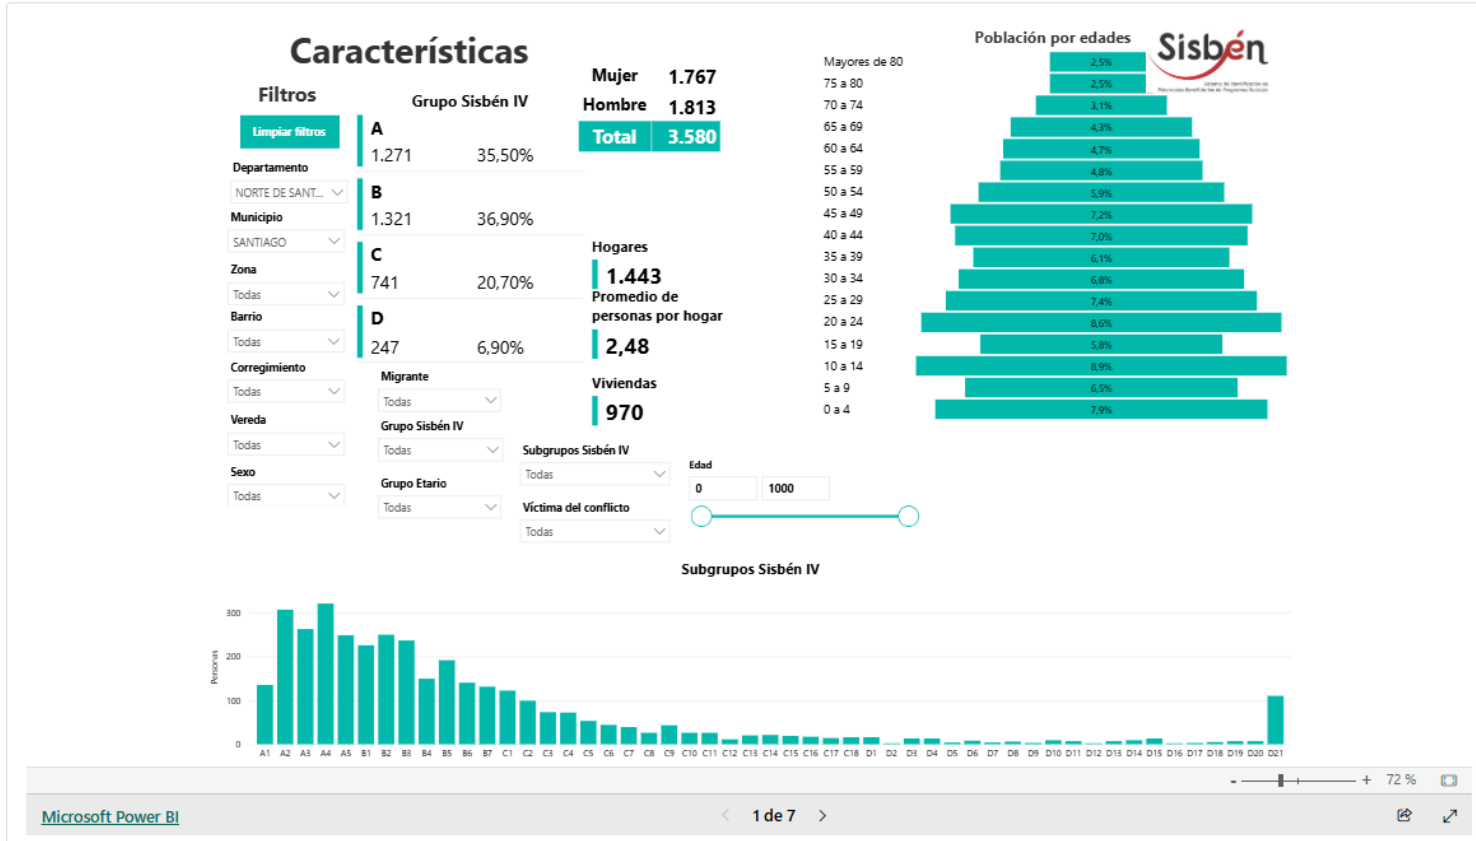 Características
Filtros
Limpiar filtros
Departamento
NORTE DE SANT...
Municipio
SANTIAGO
Zona
Todas
Barrio
Todas
Corregimiento
Todas
Vereda
Todas
Sexo
Todas
Grupo Sisbén IV
A
1.271 35,50%
B
1.321 36,90%
C
741 20,70%
D
247 6,90%
Migrante
Todas
Grupo Sisbén IV
Todas
Grupo Etario
Todas
Mujer 1.767
Hombre 1.813
Total 3.580
Hogares
1.443
Promedio de
personas por hogar
2,48
Viviendas
970
Subgrupos Sisbén IV
Todas
Víctima del conflicto
Todas
Edad
0 1000
Población por edades
Sisbén
Sistema de Identificación de
Potenciales Beneficiarios de Programas Sociales
Mayores de 80 2,5%
75 a 80 2,5%
70 a 74 3,1%
65 a 69 4,3%
60 a 64 4,7%
55 a 59 4,8%
50 a 54 5,9%
45 a 49 7,2%
40 a 44 7,0%
35 a 39 6,1%
30 a 34 6,8%
25 a 29 7,4%
20 a 24 8,6%
15 a 19 5,8%
10 a 14 8,9%
5 a 9 6,5%
0 a 4 7,9%
Subgrupos Sisbén IV
Personas
300
200
100
0
A1 A2 A3 A4 A5 B1 B2 B3 B4 B5 B6 B7 C1 C2 C3 C4 C5 C6 C7 C8 C9 C10 C11 C12 C13 C14 C15 C16 C17 C18 D1 D2 D3 D4 D5 D6 D7 D8 D9 D10 D11 D12 D13 D14 D15 D16 D17 D18 D19 D20 D21
- + 72 %
Microsoft Power BI
1 de 7